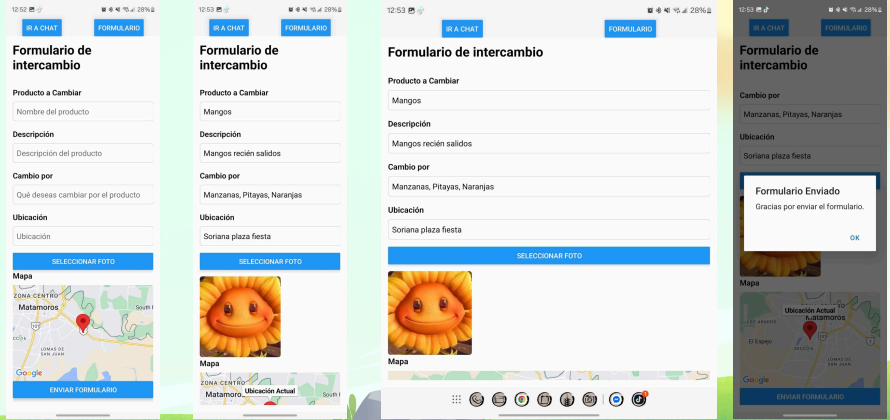 12:52
28%
IR A CHAT
FORMULARIO
Formulario de
intercambio
Producto a Cambiar
Nombre del producto
Descripción
Descripción del producto
Cambio por
Qué deseas cambiar por el producto
Ubicación
Ubicación
SELECCIONAR FOTO
Mapa
ZONA CENTRO
Matamoros
South
LOMAS DE
SAN JUAN
Google
ENVIAR FORMULARIO
12:53
28%
IR A CHAT
FORMULARIO
Formulario de
intercambio
Producto a Cambiar
Mangos
Descripción
Mangos recién salidos
Cambio por
Manzanas, Pitayas, Naranjas
Ubicación
Soriana plaza fiesta
SELECCIONAR FOTO
Mapa
ZONA CENTRO
Ubicación Actual
Matamoros
South
12:53
28%
IR A CHAT
FORMULARIO
Formulario de intercambio
Producto a Cambiar
Mangos
Descripción
Mangos recién salidos
Cambio por
Manzanas, Pitayas, Naranjas
Ubicación
Soriana plaza fiesta
SELECCIONAR FOTO
Mapa
12:53
28%
IR A CHAT
FORMULARIO
Formulario de
intercambio
Cambio por
Manzanas, Pitayas, Naranjas
Ubicación
Soriana plaza fiesta
Formulario Enviado
Gracias por enviar el formulario.
OK
Mapa
Ubicación Actual
Matamoros
El Espejo
LOMAS DE
SAN JUAN
Google
ENVIAR FORMULARIO